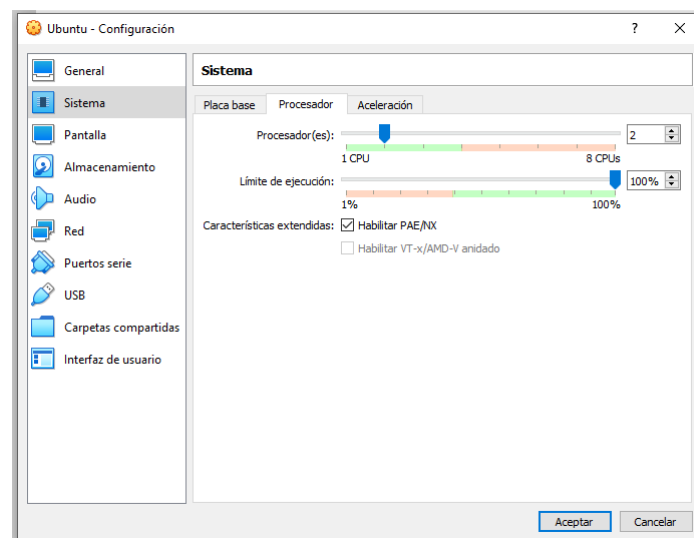 Ubuntu - Configuración
?
General
Sistema
Pantalla
Almacenamiento
Audio
Red
Puertos serie
USB
Carpetas compartidas
Interfaz de usuario
Sistema
Placa base Procesador Aceleración
Procesador(es): 2
1 CPU 8 CPUs
Límite de ejecución: 100%
1% 100%
Características extendidas: Habilitar PAE/NX
Habilitar VT-x/AMD-V anidado
Aceptar Cancelar